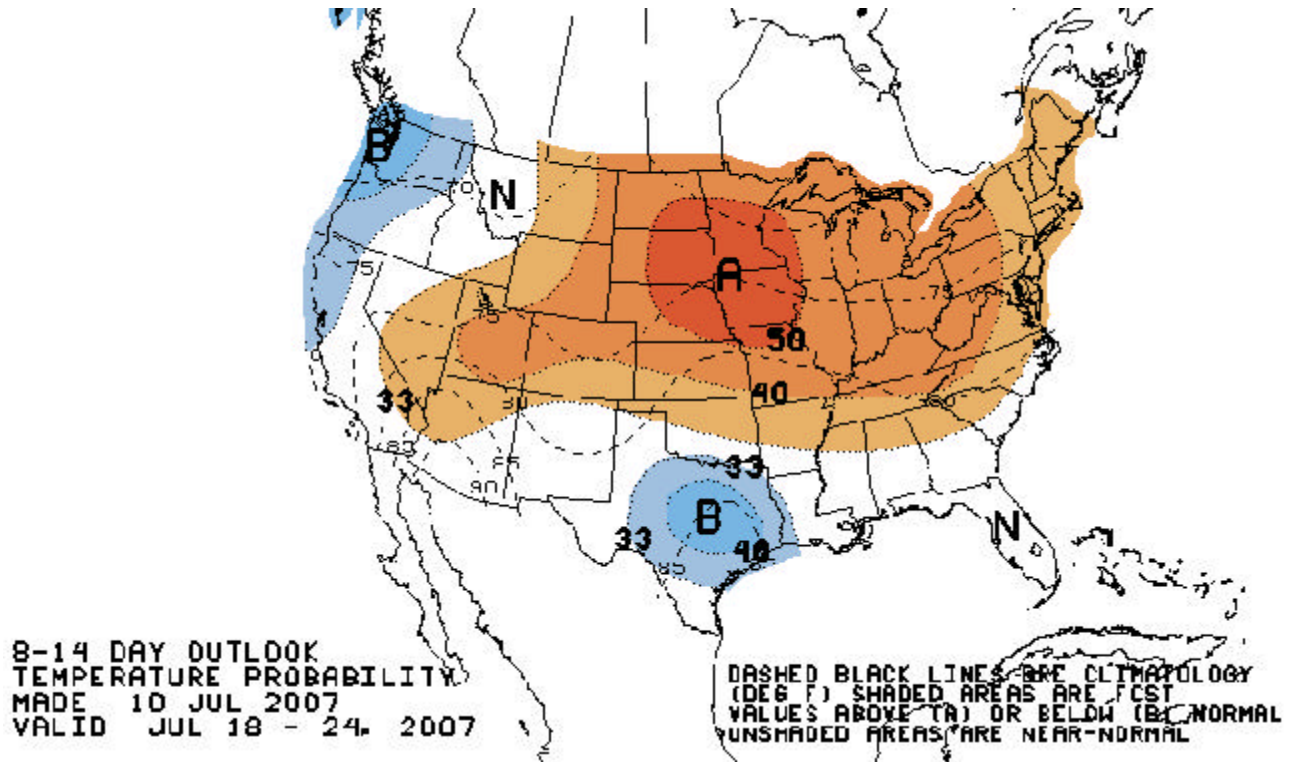 B
N
A
75
50
40
33
33
B
N
33
40
80
85
90
85
8-14 DAY OUTLOOK
TEMPERATURE PROBABILITY
MADE 10 JUL 2007
VALID JUL 18 - 24, 2007
DASHED BLACK LINES ARE CLIMATOLOGY
(DEG F) SHADED AREAS ARE FCST
VALUES ABOVE (A) OR BELOW (B) NORMAL
UNSHADED AREAS ARE NEAR-NORMAL